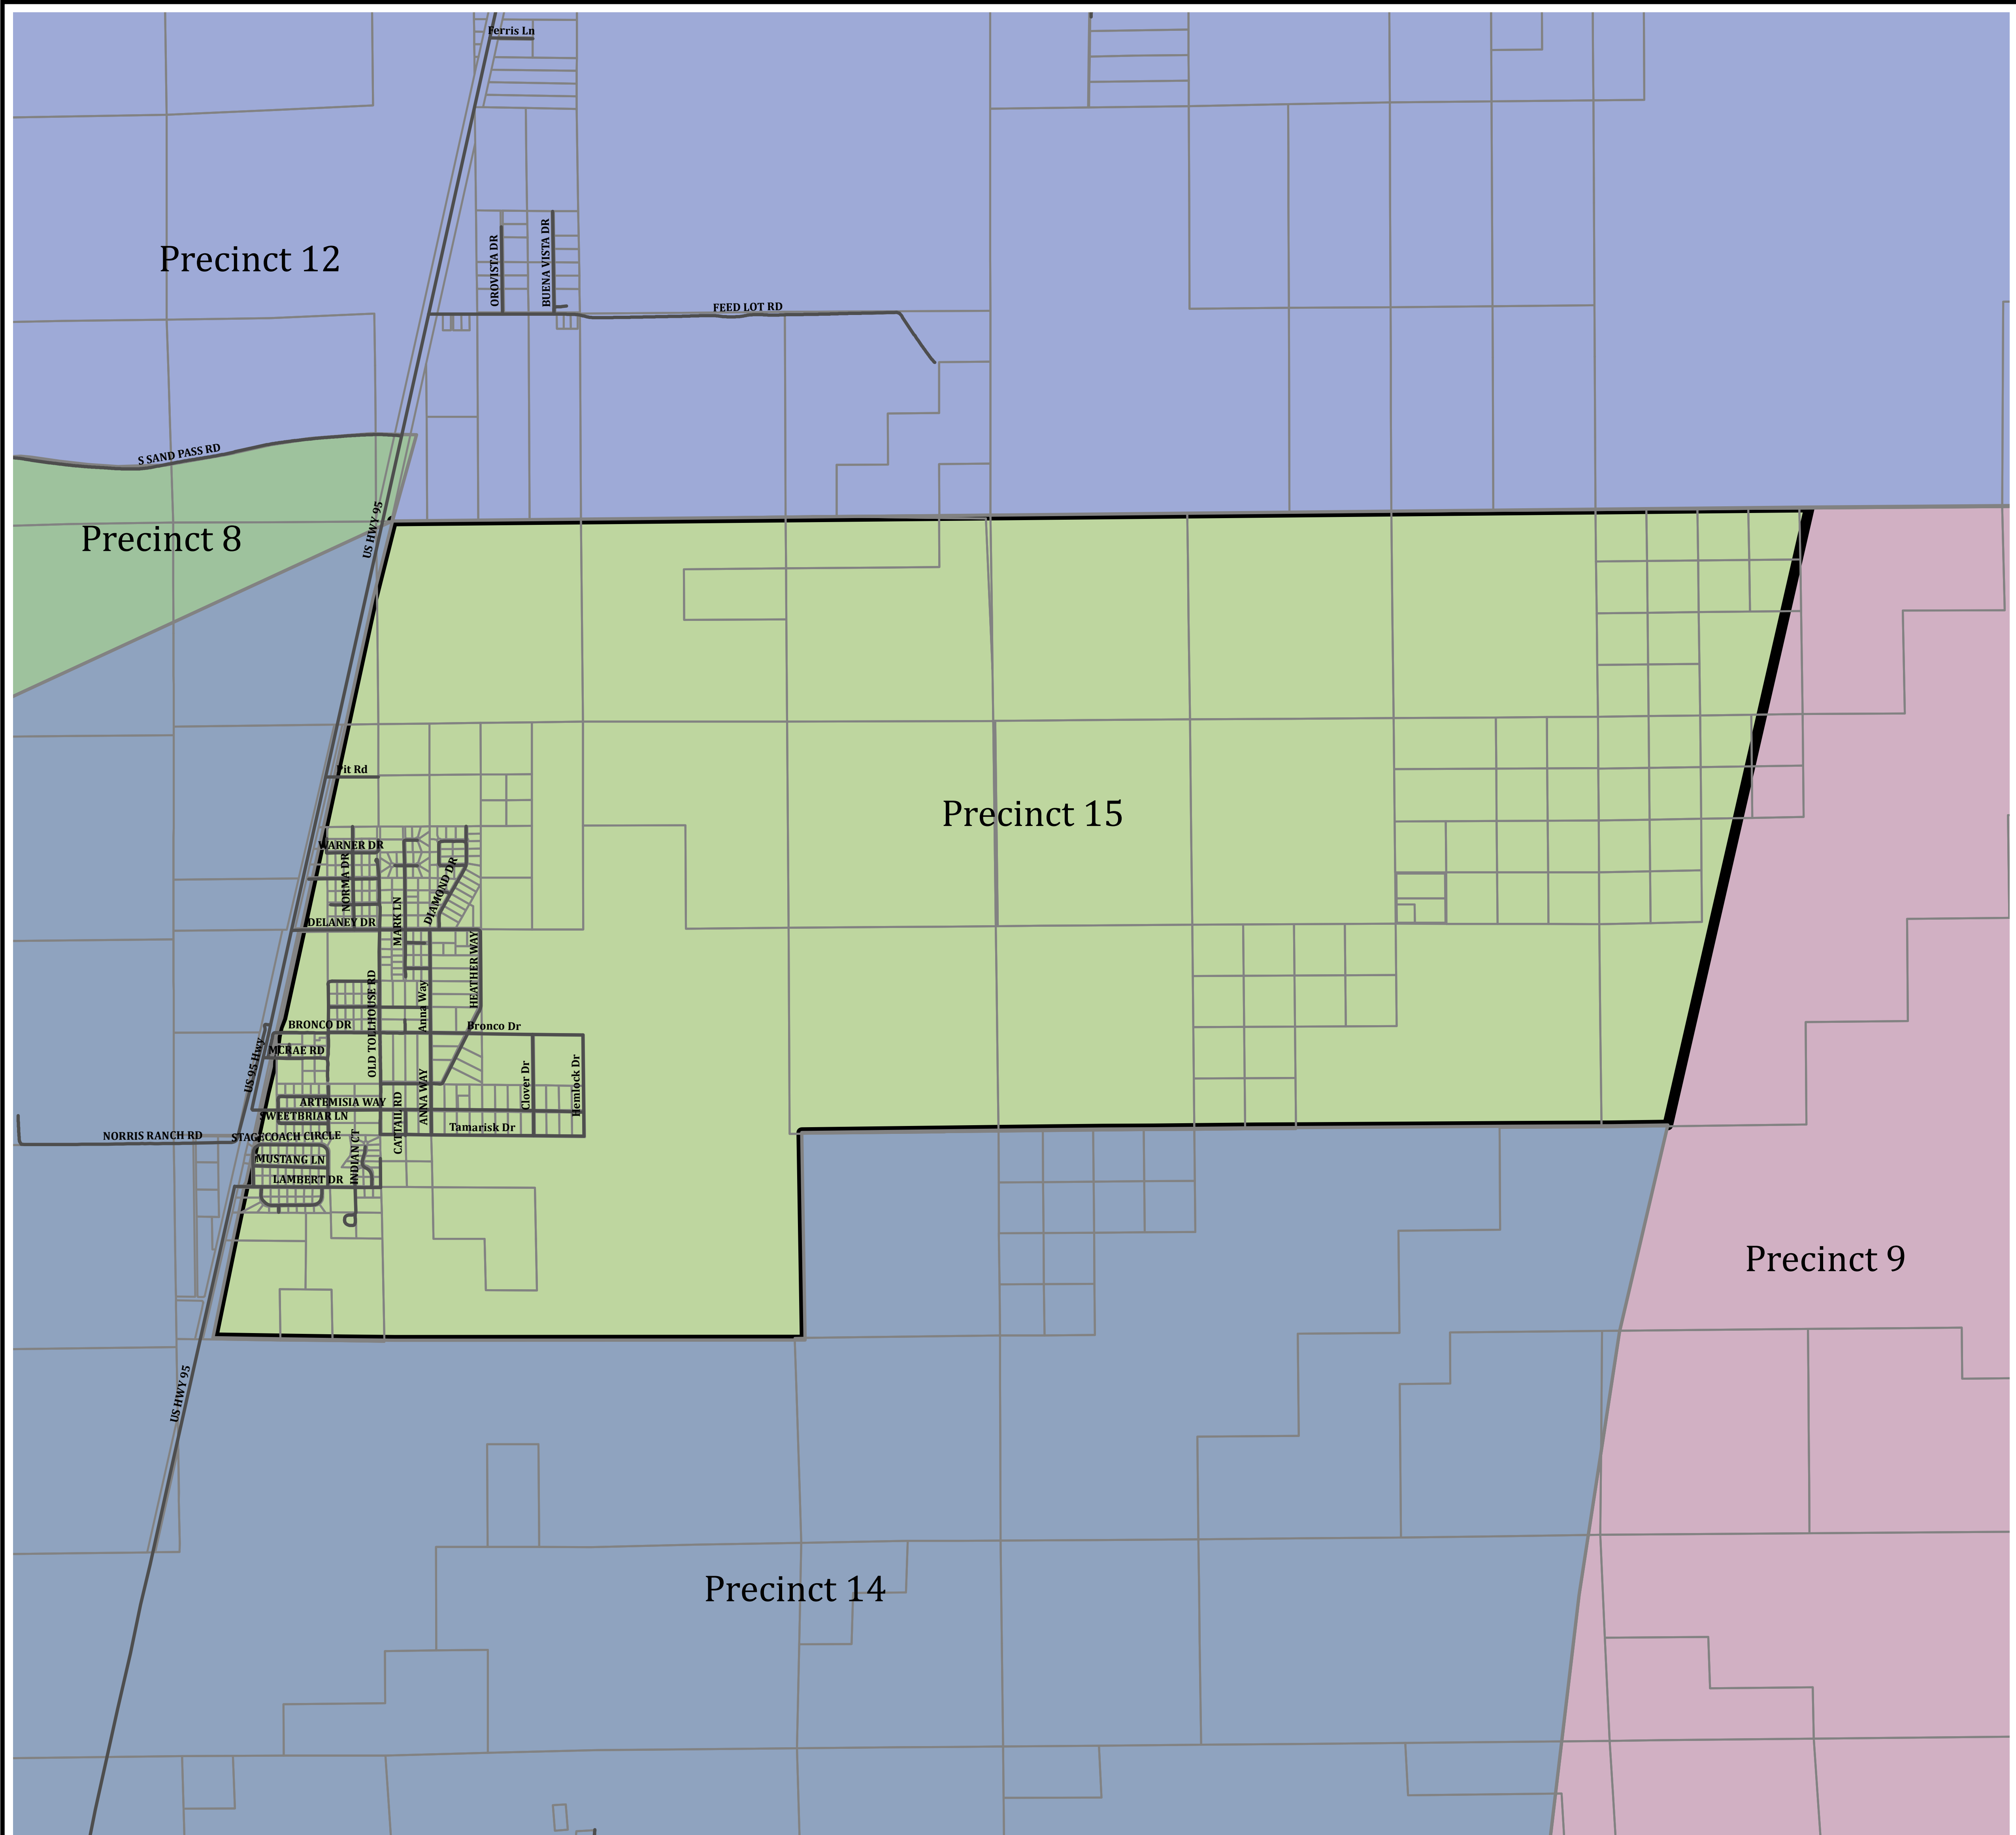 Ferris Ln
OROVISTA DR
BUENA VISTA DR
Precinct 12
FEED LOT RD
S SAND PASS RD
US HWY 95
Precinct 8
Pit Rd
Precinct 15
WARNER DR
NORMA DR
DIAMOND DR
MARK LN
DELANEY DR
HEATHER WAY
OLD TOLLHOUSE RD
Anna Way
BRONCO DR
Bronco Dr
MCRAE RD
US 95 Hwy
Clover Dr
Hemlock Dr
ANNA WAY
CATTAIL RD
ARTEMISIA WAY
SWEETBRIAR LN
Tamarisk Dr
NORRIS RANCH RD
STAGECOACH CIRCLE
INDIAN CT
MUSTANG LN
LAMBERT DR
Precinct 9
US HWY 95
Precinct 14